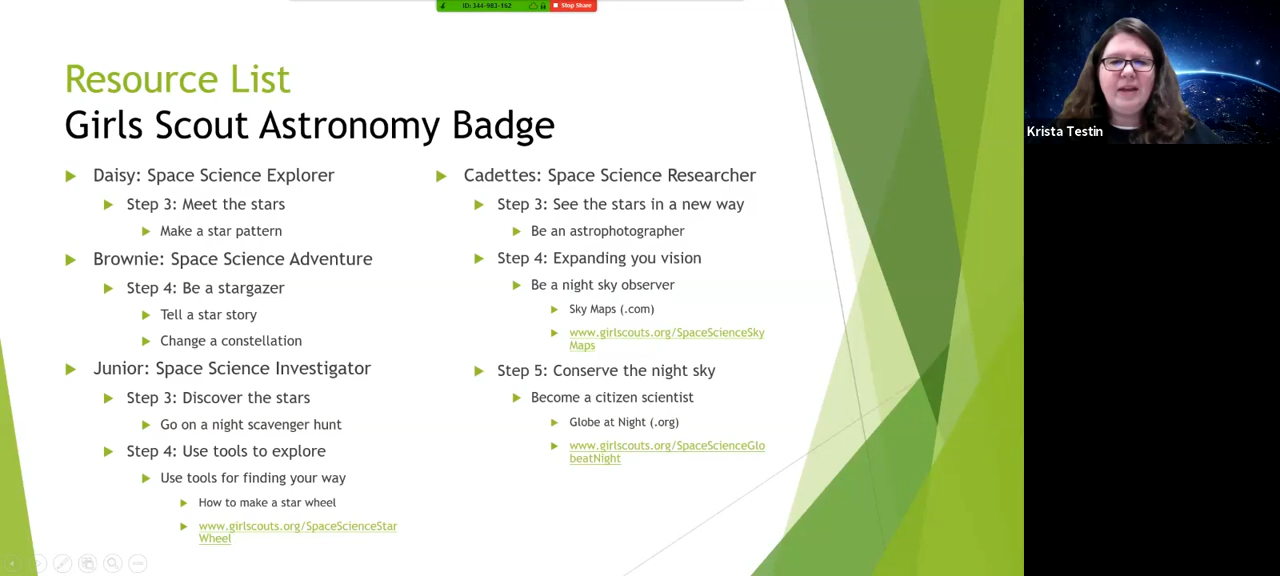 ID: 344-983-162
Stop Share
Resource List
Girls Scout Astronomy Badge
Daisy: Space Science Explorer
Step 3: Meet the stars
Make a star pattern
Brownie: Space Science Adventure
Step 4: Be a stargazer
Tell a star story
Change a constellation
Junior: Space Science Investigator
Step 3: Discover the stars
Go on a night scavenger hunt
Step 4: Use tools to explore
Use tools for finding your way
How to make a star wheel
www.girlscouts.org/SpaceScienceStar
Wheel
Cadettes: Space Science Researcher
Step 3: See the stars in a new way
Be an astrophotographer
Step 4: Expanding you vision
Be a night sky observer
Sky Maps (.com)
www.girlscouts.org/SpaceScienceSky
Maps
Step 5: Conserve the night sky
Become a citizen scientist
Globe at Night (.org)
www.girlscouts.org/SpaceScienceGlo
beatNight
Krista Testin